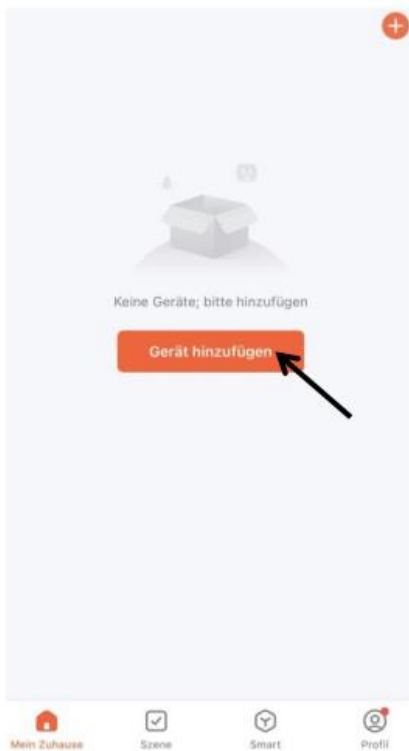 Keine Geräte; bitte hinzufügen
Gerät hinzufügen
Mein Zuhause
Szene
Smart
Profil